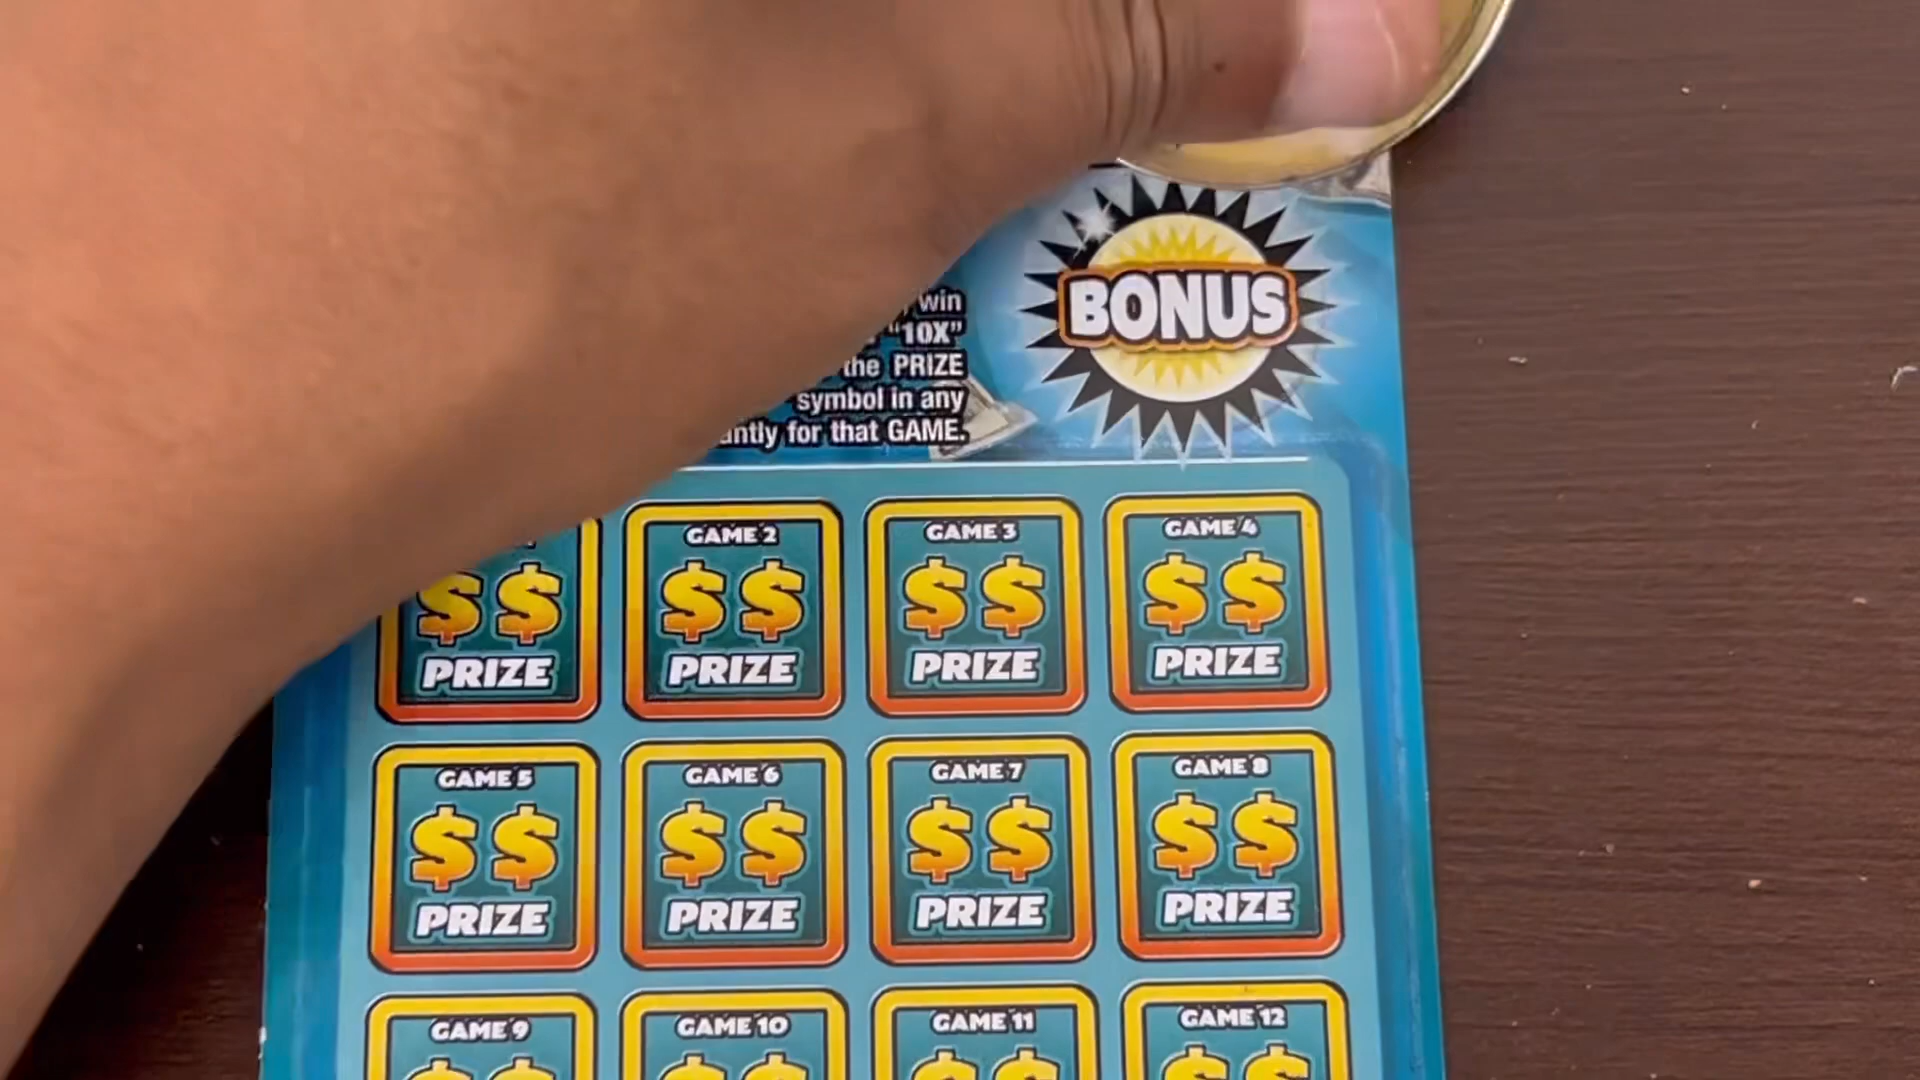 win
"10X"
the PRIZE
symbol in any
for that GAME.
BONUS
GAME 2
GAME 3
GAME 4
$$
$$
$$
$$
PRIZE
PRIZE
PRIZE
PRIZE
GAME 5
GAME 6
GAME 7
GAME 8
$$
$$
$$
$$
PRIZE
PRIZE
PRIZE
PRIZE
GAME 9
GAME 10
GAME 11
GAME 12